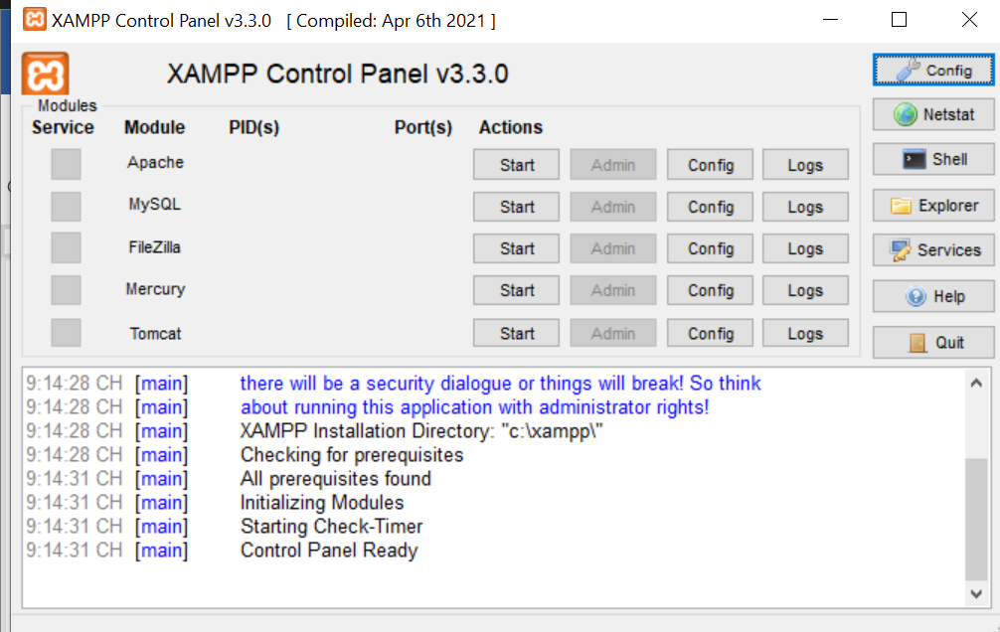 XAMPP Control Panel v3.3.0 [ Compiled: Apr 6th 2021 ]
XAMPP Control Panel v3.3.0
Config
Modules
Service Module PID(s) Port(s) Actions
Netstat
Apache Start Admin Config Logs
Shell
MySQL Start Admin Config Logs
Explorer
FileZilla Start Admin Config Logs
Services
Mercury Start Admin Config Logs
Help
Tomcat Start Admin Config Logs
Quit
9:14:28 CH [main] there will be a security dialogue or things will break! So think
9:14:28 CH [main] about running this application with administrator rights!
9:14:28 CH [main] XAMPP Installation Directory: "c:\xampp\"
9:14:28 CH [main] Checking for prerequisites
9:14:31 CH [main] All prerequisites found
9:14:31 CH [main] Initializing Modules
9:14:31 CH [main] Starting Check-Timer
9:14:31 CH [main] Control Panel Ready